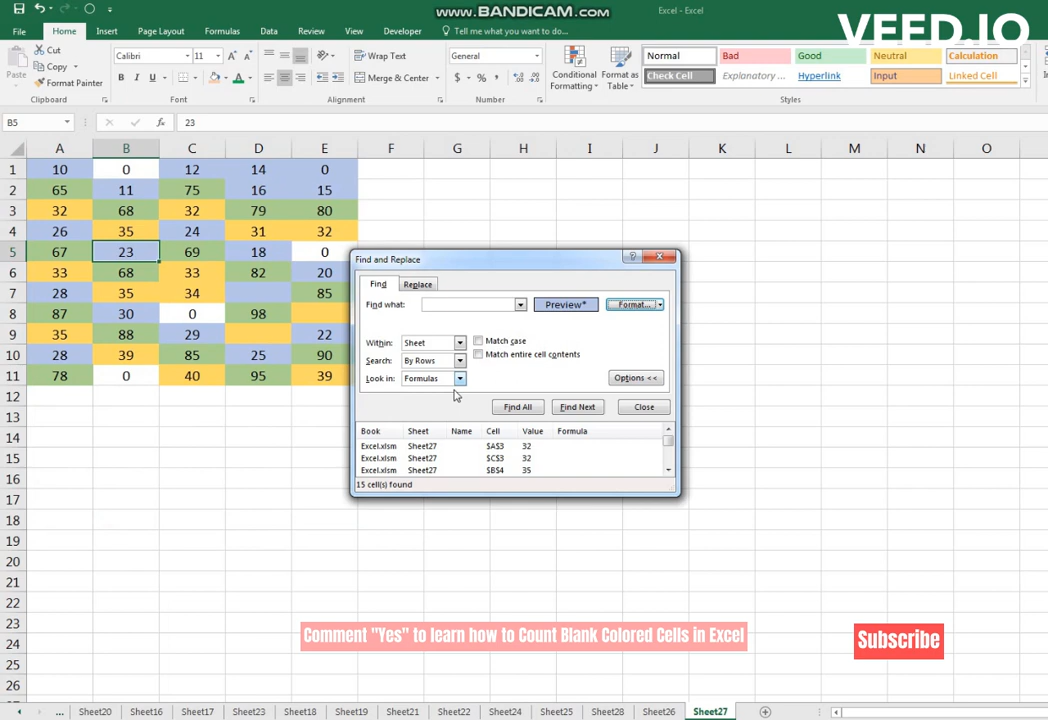 www.BANDICAM.com
Excel - Excel
VEED.IO
File Home Insert Page Layout Formulas Data Review View Developer Tell me what you want to do...
Cut
Copy
Format Painter
Paste
Calibri 11
B I U
Wrap Text
Merge & Center
General
$ % ,
Conditional Formatting
Format as Table
Normal Bad Good Neutral Calculation
Check Cell Explanatory ... Hyperlink Input Linked Cell
Clipboard Font Alignment Number Styles
B5 fx 23
A B C D E F G H I J K L M N O
1 10 0 12 14 0
2 65 11 75 16 15
3 32 68 32 79 80
4 26 35 24 31 32
5 67 23 69 18 0
6 33 68 33 82 20
7 28 35 34 85
8 87 30 0 98
9 35 88 29 22
10 28 39 85 25 90
11 78 0 40 95 39
12
13
14
15
16
17
18
19
20
21
22
23
24
25
26
Find and Replace
Find Replace
Find what: Preview* Format...
Within: Sheet Match case
Search: By Rows Match entire cell contents
Look in: Formulas Options <<
Find All Find Next Close
Book Sheet Name Cell Value Formula
Excel.xlsm Sheet27 $A$3 32
Excel.xlsm Sheet27 $C$3 32
Excel.xlsm Sheet27 $B$4 35
15 cell(s) found
Comment "Yes" to learn how to Count Blank Colored Cells in Excel
Subscribe
... Sheet20 Sheet16 Sheet17 Sheet23 Sheet18 Sheet19 Sheet21 Sheet22 Sheet24 Sheet25 Sheet28 Sheet26 Sheet27